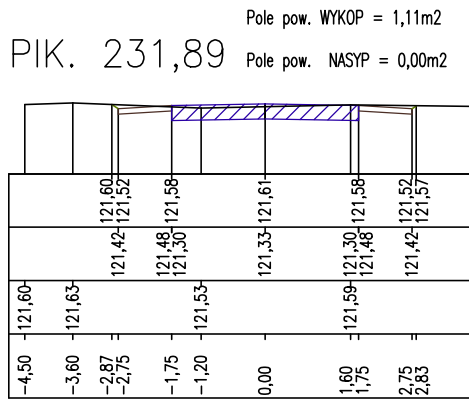 Pole pow. WYKOP = 1,11m2
PIK. 231,89
Pole pow. NASYP = 0,00m2
121,60 121,52 121,58 121,61 121,58 121,52 121,57
121,42 121,48 121,30 121,33 121,30 121,48 121,42
121,60 121,63 121,53 121,59
-4,50 -3,60 -2,87 -2,75 -1,75 -1,20 0,00 1,60 1,75 2,75 2,83